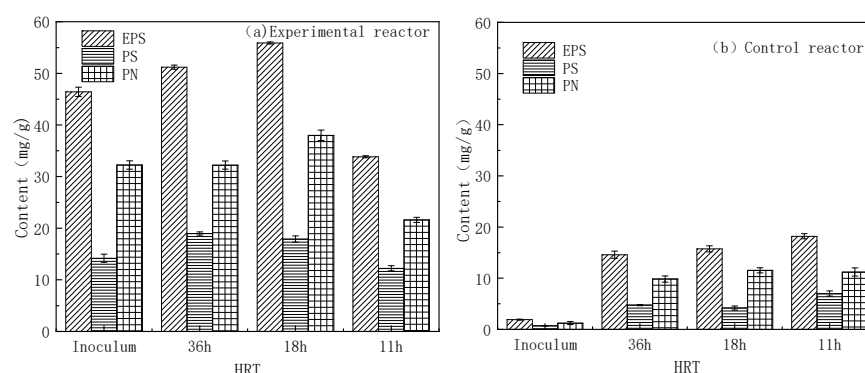 (a)Experimental reactor
EPS
PS
PN
60
50
40
30
20
10
0
Content (mg/g)
Inoculum 36h 18h 11h
HRT
(b) Control reactor
EPS
PS
PN
60
50
40
30
20
10
0
Content (mg/g)
Inoculum 36h 18h 11h
HRT